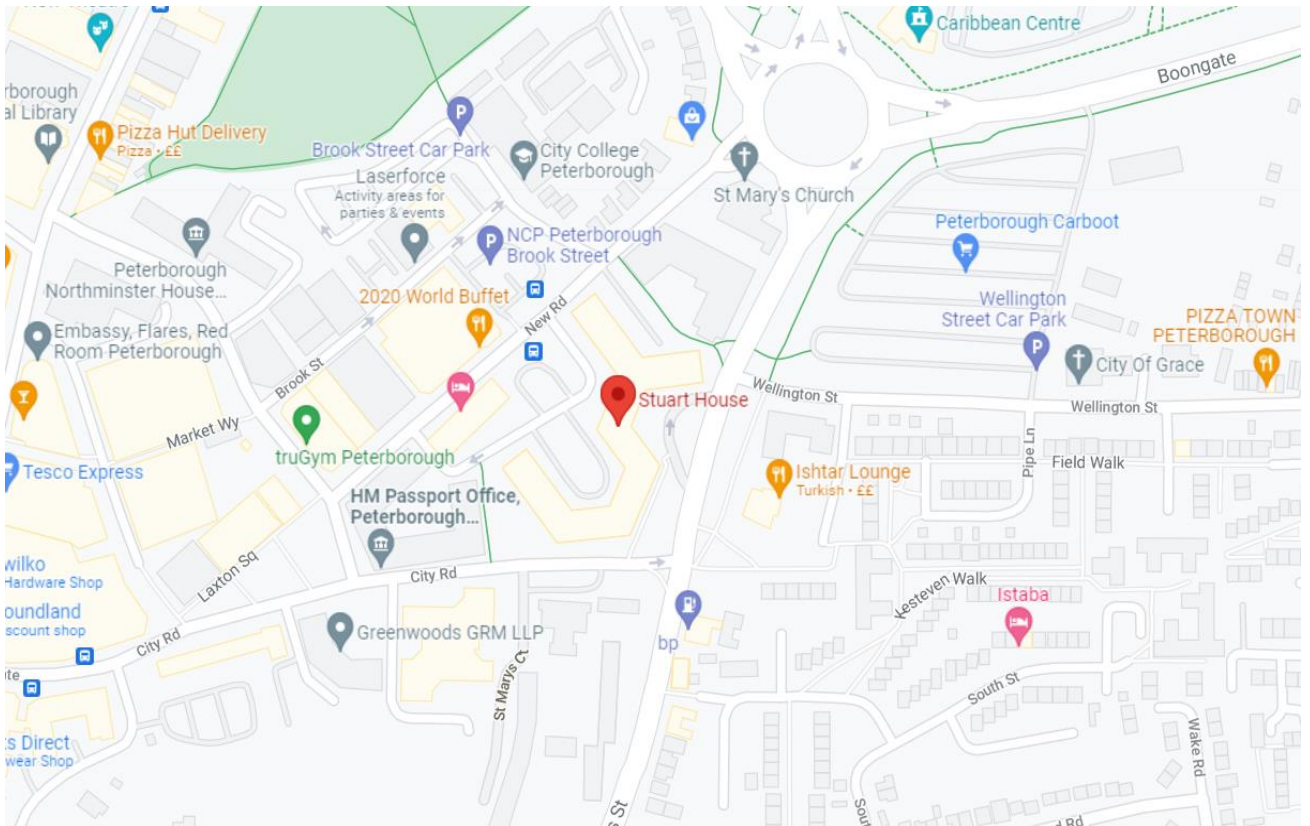 Caribbean Centre
Boongate
rborough
al Library
Pizza Hut Delivery
Pizza • ££
P
Brook Street Car Park
City College
Peterborough
St Mary's Church
Laserforce
Activity areas for
parties & events
P
NCP Peterborough
Brook Street
Peterborough Carboot
Peterborough
Northminster House...
2020 World Buffet
New Rd
Wellington
Street Car Park
P
PIZZA TOWN
PETERBOROUGH
Embassy, Flares, Red
Room Peterborough
City Of Grace
Brook St
Stuart House
Wellington St
Wellington St
Market Wy
truGym Peterborough
Tesco Express
Ishtar Lounge
Turkish • ££
Pipe Ln
Field Walk
HM Passport Office,
Peterborough...
wilko
Hardware Shop
Laxton Sq
City Rd
Kesteven Walk
Istaba
oundland
scount shop
City Rd
Greenwoods GRM LLP
bp
St Marys Ct
South St
ts Direct
wear Shop
Wake Rd
s St
Sou
d Rd